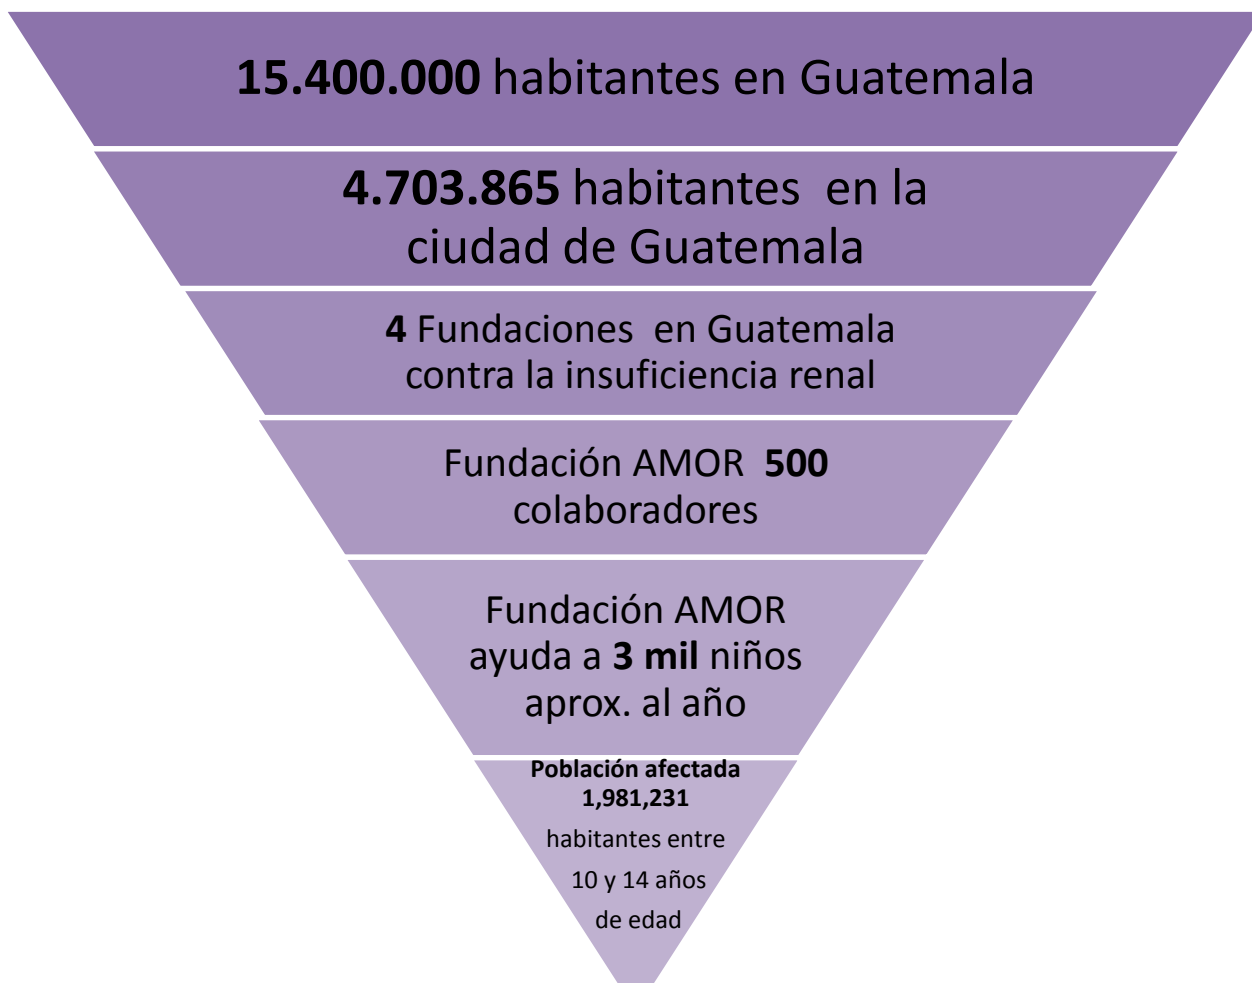 15.400.000 habitantes en Guatemala
4.703.865 habitantes en la
ciudad de Guatemala
4 Fundaciones en Guatemala
contra la insuficiencia renal
Fundación AMOR 500
colaboradores
Fundación AMOR
ayuda a 3 mil niños
aprox. al año
Población afectada
1,981,231
habitantes entre
10 y 14 años
de edad